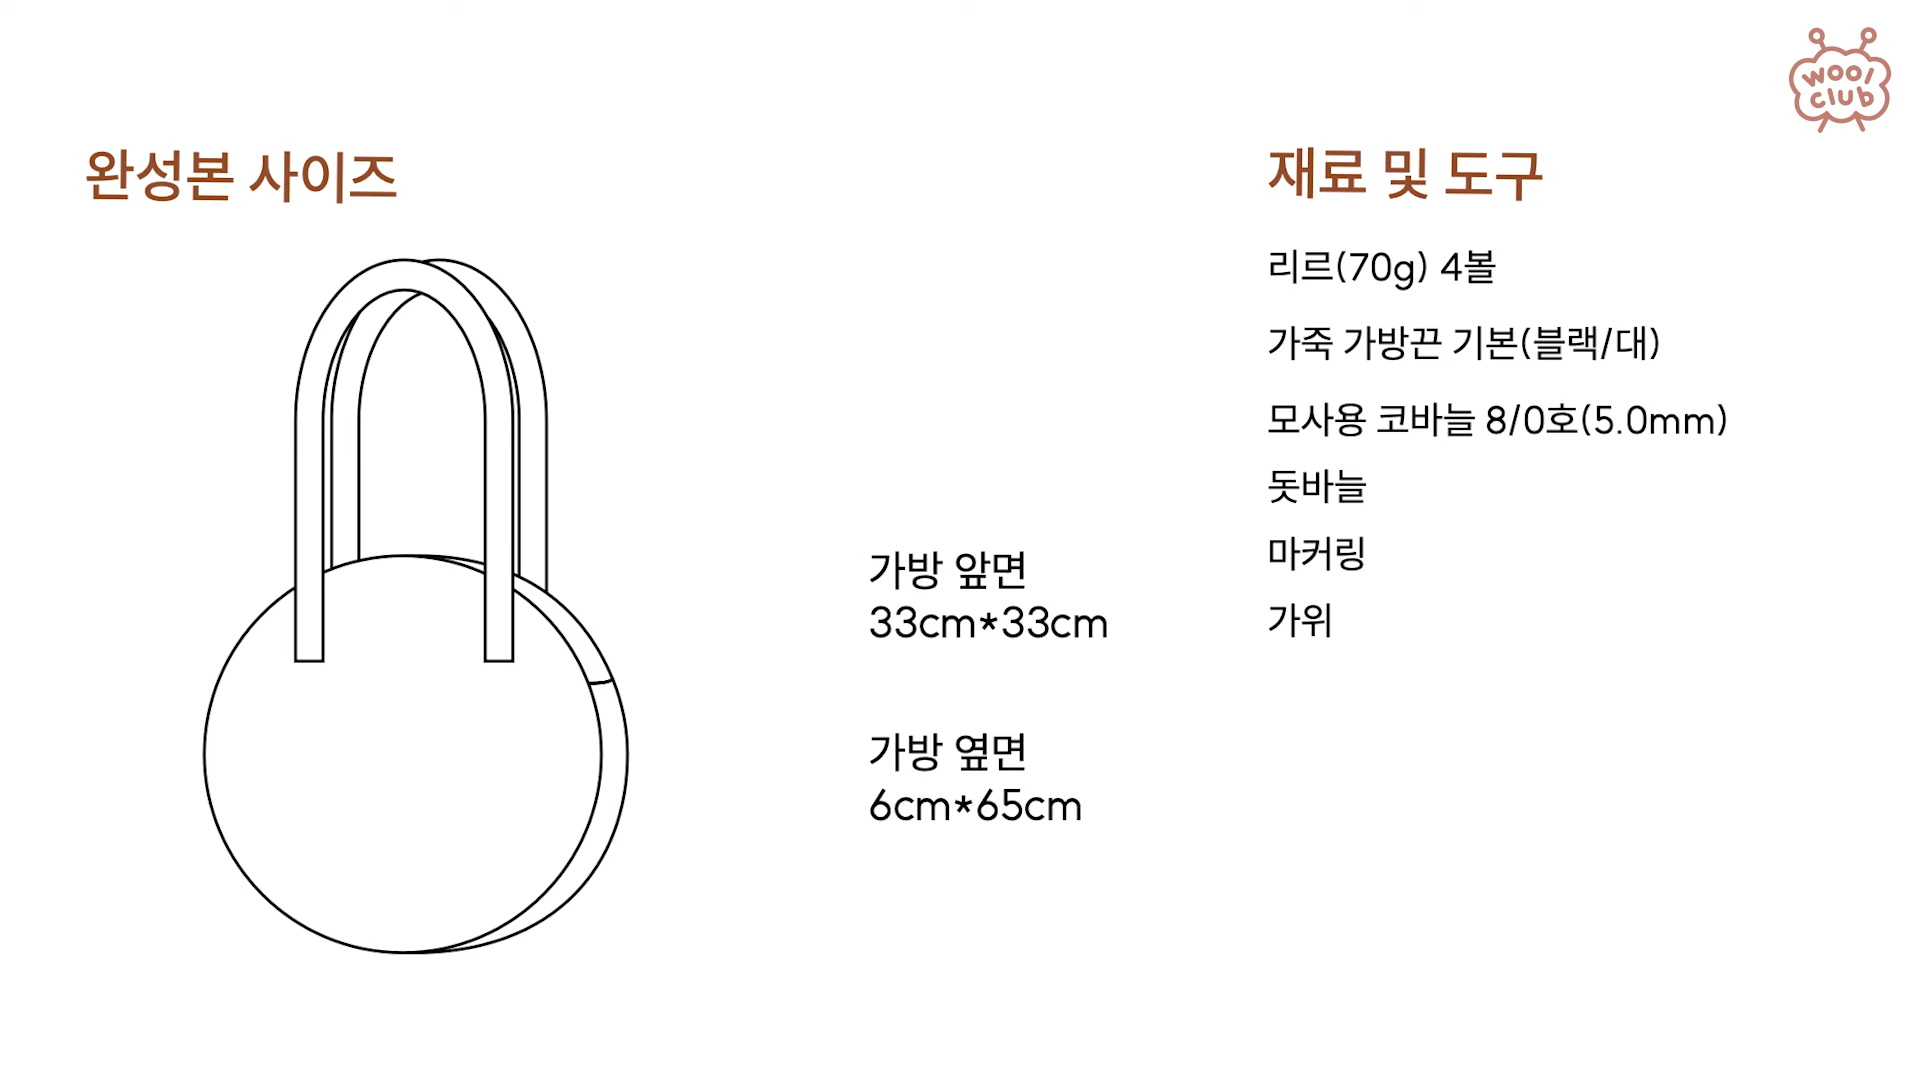 wool
club
완성본 사이즈
가방 앞면
33cm*33cm
가방 옆면
6cm*65cm
재료 및 도구
리르(70g) 4볼
가죽 가방끈 기본(블랙/대)
모사용 코바늘 8/0호(5.0mm)
돗바늘
마커링
가위